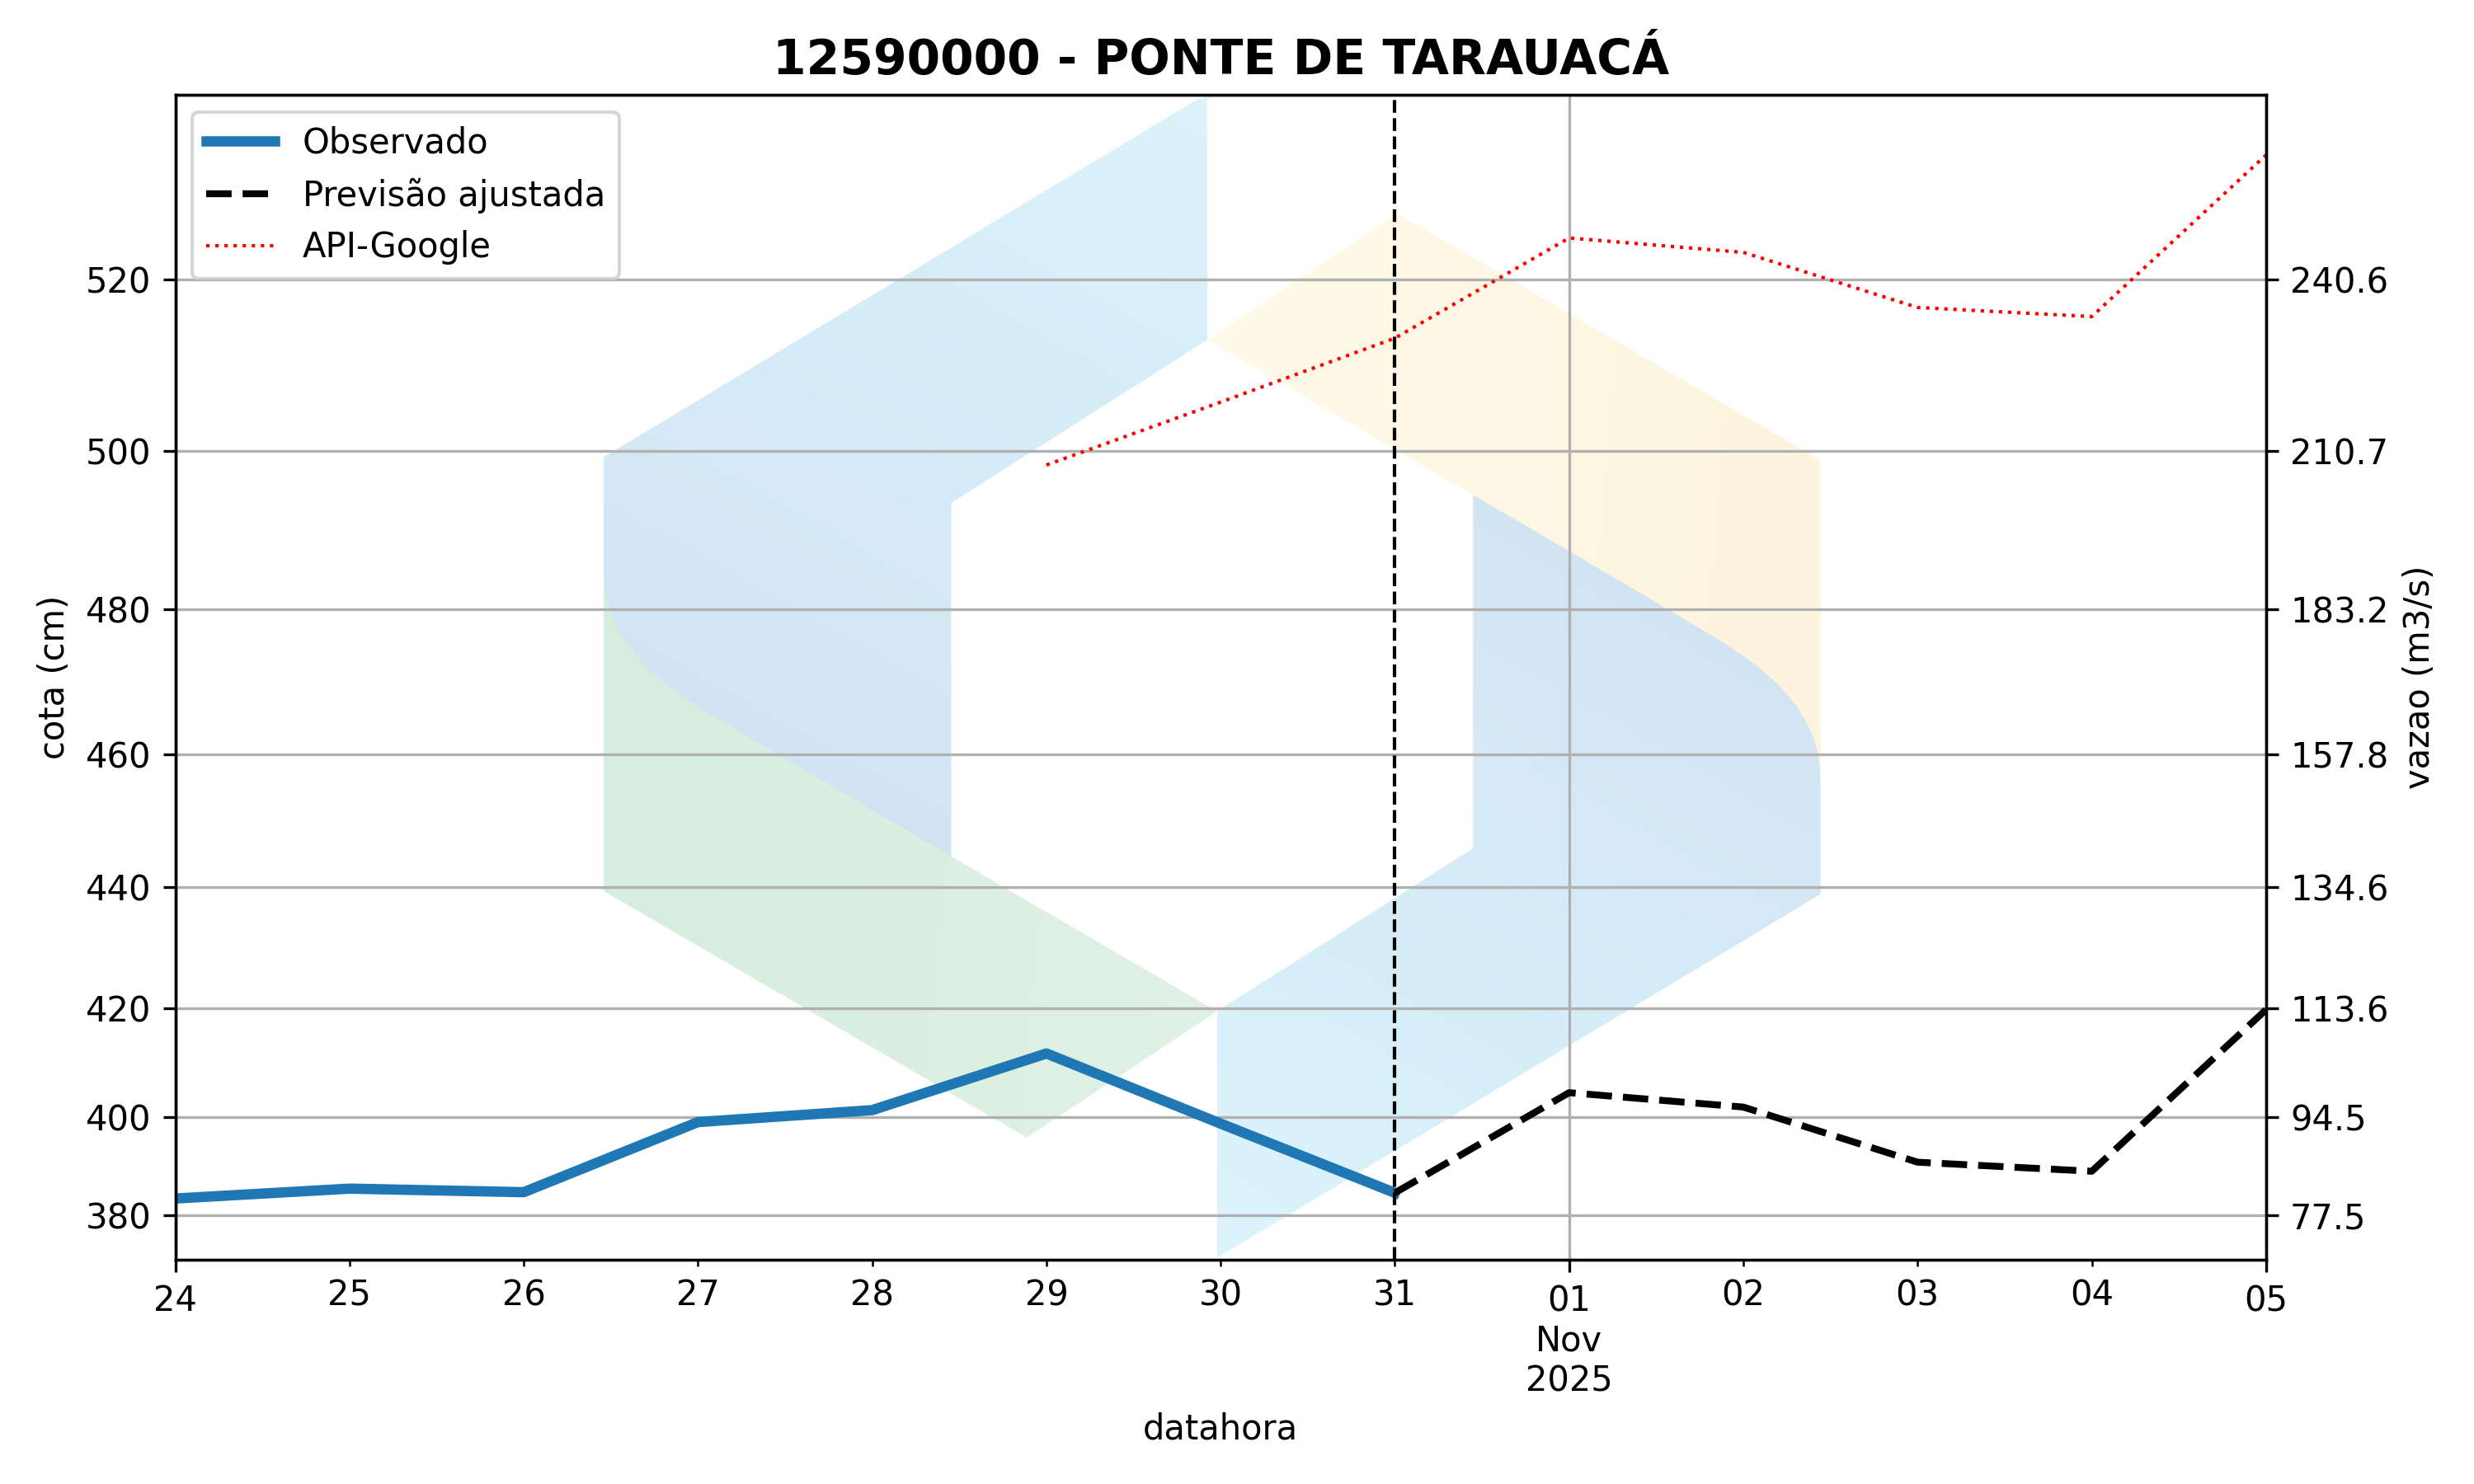 12590000 - PONTE DE TARAUACÁ
Observado
Previsão ajustada
API-Google
520
500
480
460
440
420
400
380
cota (cm)
240.6
210.7
183.2
157.8
134.6
113.6
94.5
77.5
vazao (m3/s)
24 25 26 27 28 29 30 31 01 02 03 04 05
Nov
2025
datahora